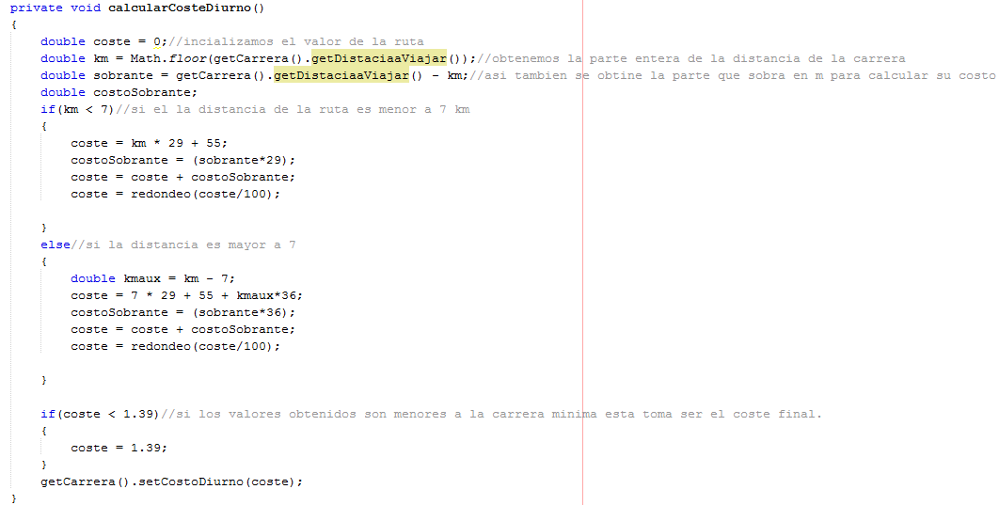 private void calcularCosteDiurno()
{
double coste = 0;//incializamos el valor de la ruta
double km = Math.floor(getCarrera().getDistaciaaViajar());//obtenemos la parte entera de la distancia de la carrera
double sobrante = getCarrera().getDistaciaaViajar() - km;//asi tambien se obtine la parte que sobra en m para calcular su costo
double costoSobrante;
if(km < 7)//si el la distancia de la ruta es menor a 7 km
{
coste = km * 29 + 55;
costoSobrante = (sobrante*29);
coste = coste + costoSobrante;
coste = redondeo(coste/100);
}
else//si la distancia es mayor a 7
{
double kmaux = km - 7;
coste = 7 * 29 + 55 + kmaux*36;
costoSobrante = (sobrante*36);
coste = coste + costoSobrante;
coste = redondeo(coste/100);
}
if(coste < 1.39)//si los valores obtenidos son menores a la carrera minima esta toma ser el coste final.
{
coste = 1.39;
}
getCarrera().setCostoDiurno(coste);
}